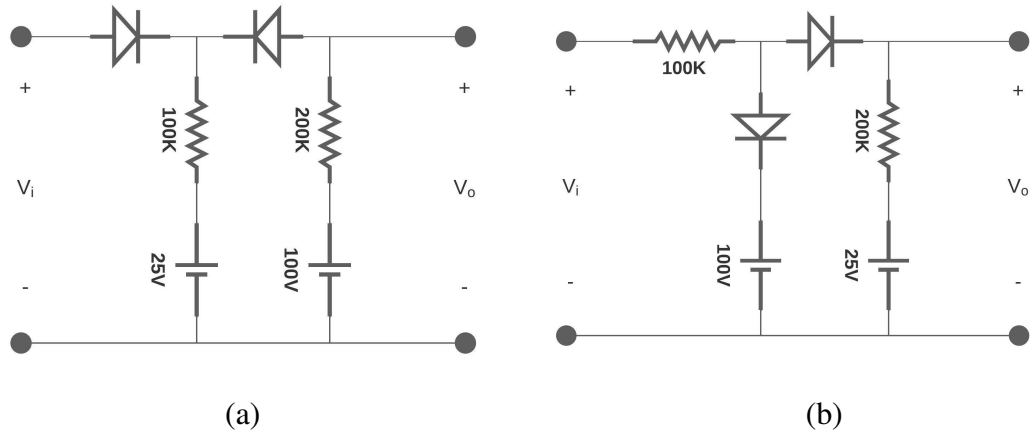 100K
200K
+
+
Vᵢ
Vₒ
25V
100V
-
-
(a)
100K
200K
+
+
Vᵢ
Vₒ
100V
25V
-
-
(b)